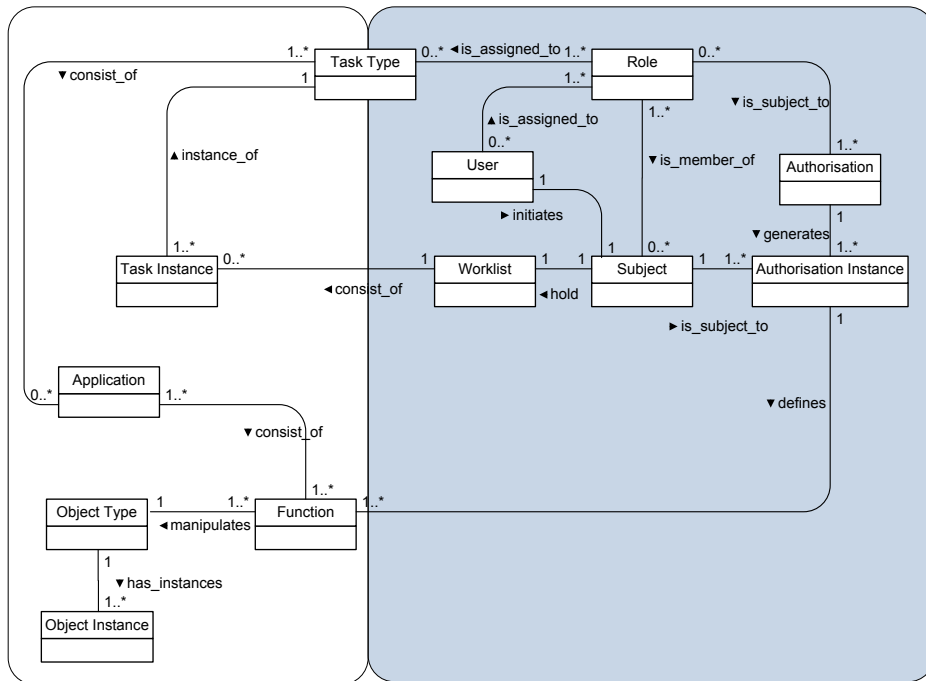 1..*
Task Type
0..*
◄is_assigned_to
1..*
Role
0..*
▼consist_of
1
1..*
1..*
▼is_subject_to
▲is_assigned_to
▲instance_of
0..*
User
1
▼is_member_of
1..*
Authorisation
►initiates
1
▼generates
1..*
Task Instance
0..*
1
Worklist
1
1
1
0..*
Subject
1
1..*
1..*
Authorisation Instance
◄consist_of
◄hold
►is_subject_to
1
Application
0..*
1..*
▼defines
▼consist_of
1..*
Object Type
1
1..*
Function
1..*
◄manipulates
1
▼has_instances
1..*
Object Instance